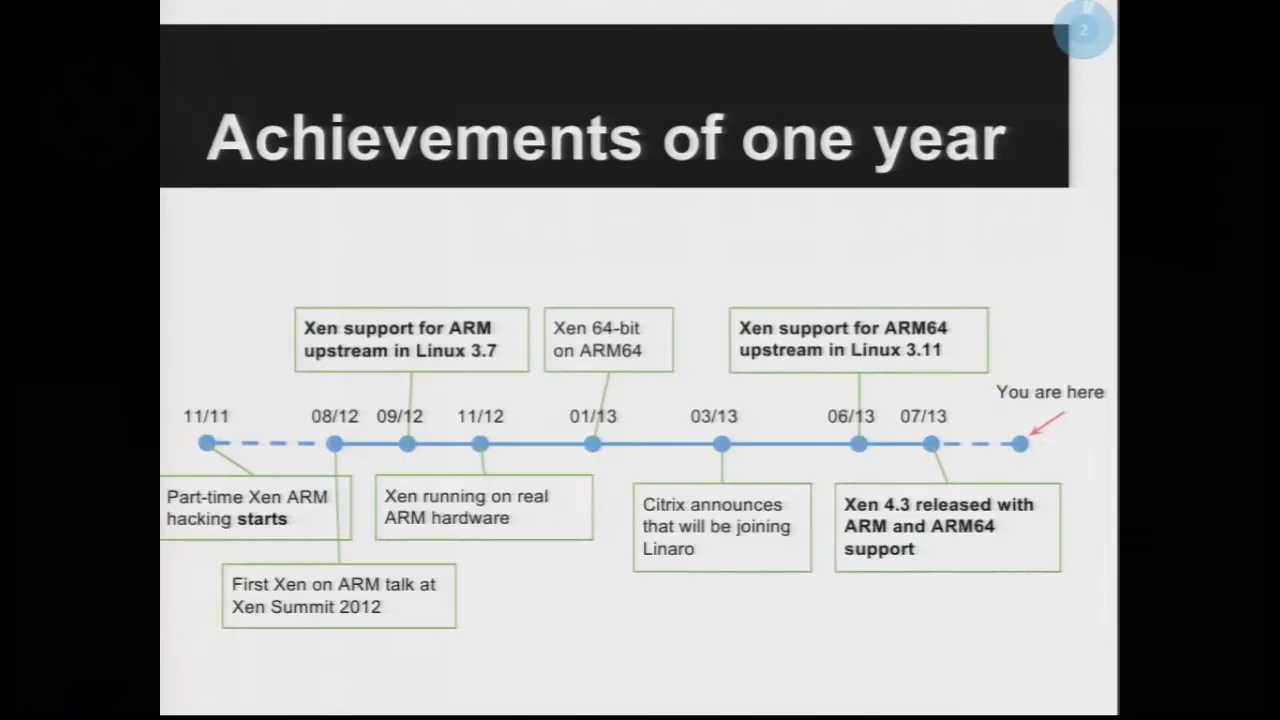 2
Achievements of one year
Xen support for ARM
upstream in Linux 3.7
Xen 64-bit
on ARM64
Xen support for ARM64
upstream in Linux 3.11
You are here
11/11
08/12
09/12
11/12
01/13
03/13
06/13
07/13
Part-time Xen ARM
hacking starts
Xen running on real
ARM hardware
Citrix announces
that will be joining
Linaro
Xen 4.3 released with
ARM and ARM64
support
First Xen on ARM talk at
Xen Summit 2012